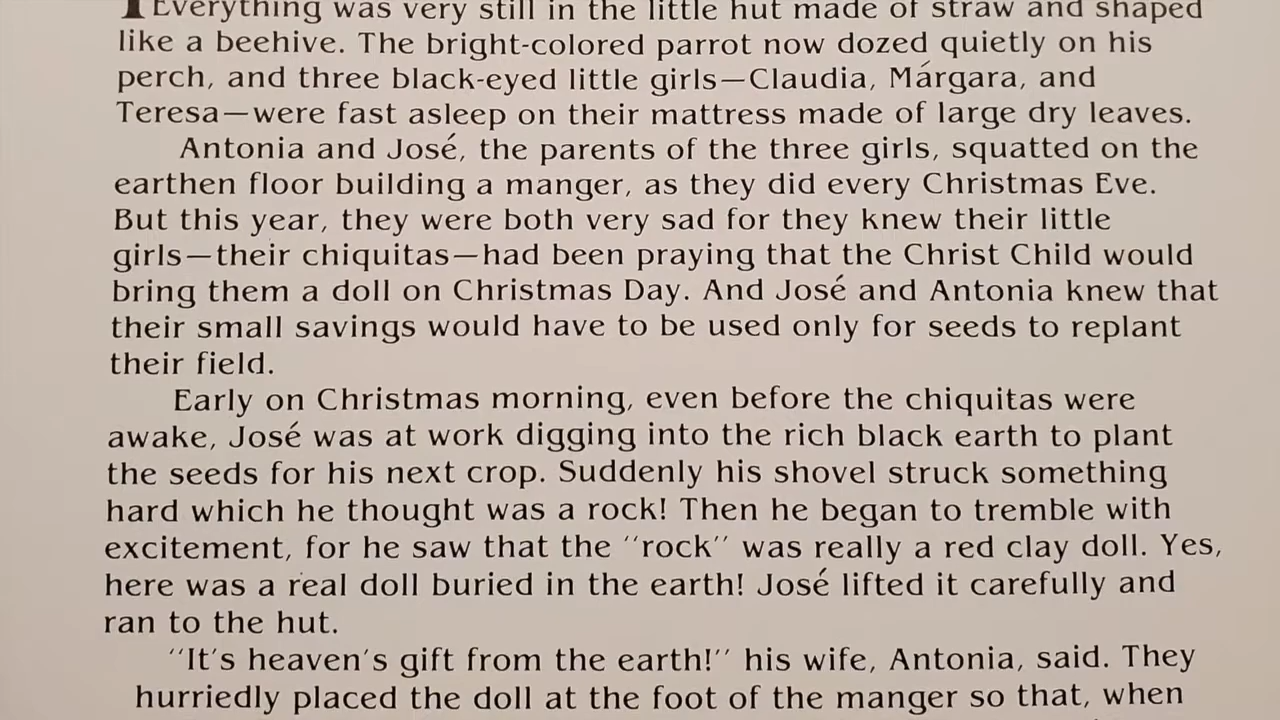 Everything was very still in the little hut made of straw and shaped
like a beehive. The bright-colored parrot now dozed quietly on his
perch, and three black-eyed little girls—Claudia, Márgara, and
Teresa—were fast asleep on their mattress made of large dry leaves.
Antonia and José, the parents of the three girls, squatted on the
earthen floor building a manger, as they did every Christmas Eve.
But this year, they were both very sad for they knew their little
girls—their chiquitas—had been praying that the Christ Child would
bring them a doll on Christmas Day. And José and Antonia knew that
their small savings would have to be used only for seeds to replant
their field.
Early on Christmas morning, even before the chiquitas were
awake, José was at work digging into the rich black earth to plant
the seeds for his next crop. Suddenly his shovel struck something
hard which he thought was a rock! Then he began to tremble with
excitement, for he saw that the "rock" was really a red clay doll. Yes,
here was a real doll buried in the earth! José lifted it carefully and
ran to the hut.
"It's heaven's gift from the earth!" his wife, Antonia, said. They
hurriedly placed the doll at the foot of the manger so that, when